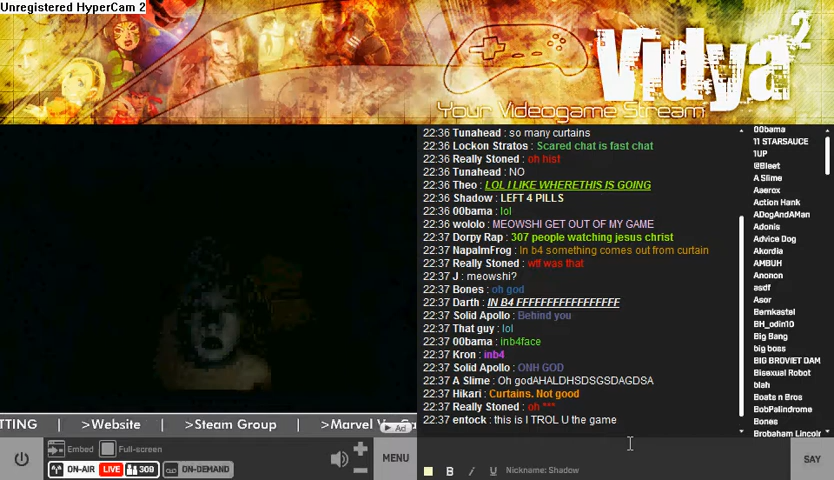 Unregistered HyperCam 2
Vidya2
Your Videogame Stream
22:36 Tunahead : so many curtains
22:36 Lockon Stratos : Scared chat is fast chat
22:36 Really Stoned : oh hist
22:36 Tunahead : NO
22:36 Theo : LOL I LIKE WHERETHIS IS GOING
22:36 Shadow : LEFT 4 PILLS
22:36 00bama : lol
22:36 wololo : MEOWSHI GET OUT OF MY GAME
22:37 Dorpy Rap : 307 people watching jesus christ
22:37 NapalmFrog : In b4 something comes out from curtain
22:37 Really Stoned : wtf was that
22:37 J : meowshi?
22:37 Bones : oh god
22:37 Darth : IN B4 FFFFFFFFFFFFFFFFF
22:37 Solid Apollo : Behind you
22:37 That guy : lol
22:37 00bama : inb4face
22:37 Kron : inb4
22:37 Solid Apollo : ONH GOD
22:37 A Slime : Oh godAHALDHSDSGSDAGDSA
22:37 Hikari : Curtains. Not good
22:37 Really Stoned : oh ***
22:37 entock : this is I TROL U the game
00bama
11 STARSAUCE
1UP
@Bleet
A Slime
Aaerox
Action Hank
ADogAndAMan
Adonis
Advice Dog
Akordia
AMBUH
Anonon
asdf
Asor
Bernkastel
BH_odin10
Big Bang
big boss
BIG BROVIET DAM
Bisexual Robot
blah
Boats n Bros
BobPalindrome
Bones
Brobaham Lincoln
TTING | >Website | >Steam Group | >Marvel
Ad
Embed Full-screen
ON-AIR LIVE 309 ON-DEMAND
MENU
B / U Nickname: Shadow
SAY